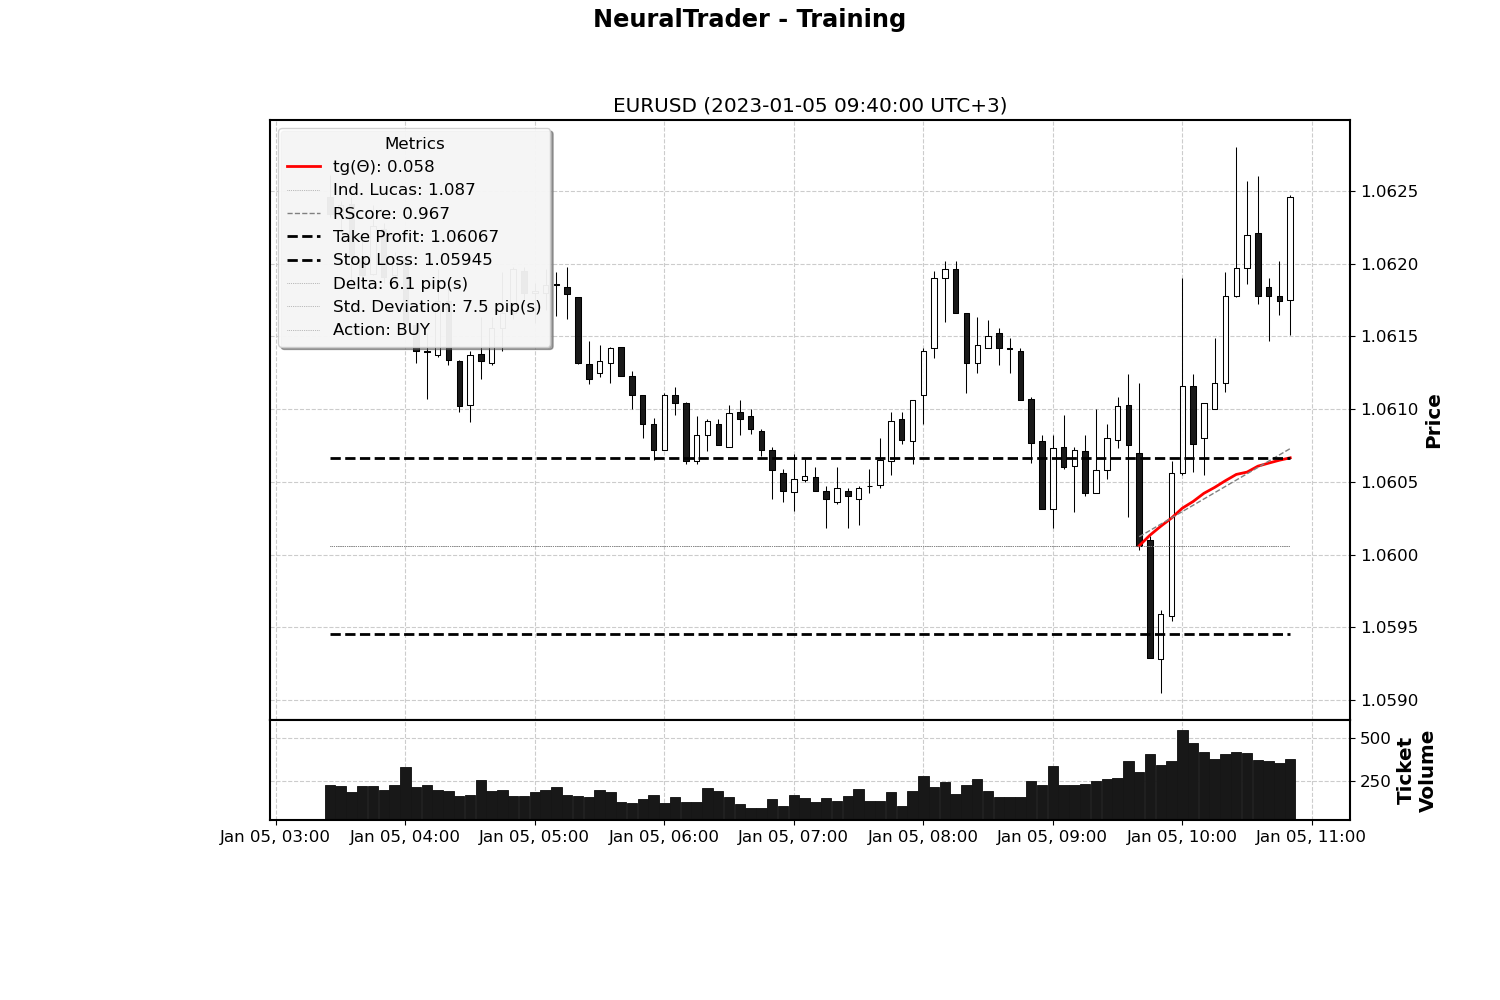 NeuralTrader - Training
EURUSD (2023-01-05 09:40:00 UTC+3)
Metrics
tg(Θ): 0.058
Ind. Lucas: 1.087
RScore: 0.967
Take Profit: 1.06067
Stop Loss: 1.05945
Delta: 6.1 pip(s)
Std. Deviation: 7.5 pip(s)
Action: BUY
1.0625
1.0620
1.0615
1.0610
1.0605
1.0600
1.0595
1.0590
Price
500
250
Ticket
Volume
Jan 05, 03:00
Jan 05, 04:00
Jan 05, 05:00
Jan 05, 06:00
Jan 05, 07:00
Jan 05, 08:00
Jan 05, 09:00
Jan 05, 10:00
Jan 05, 11:00